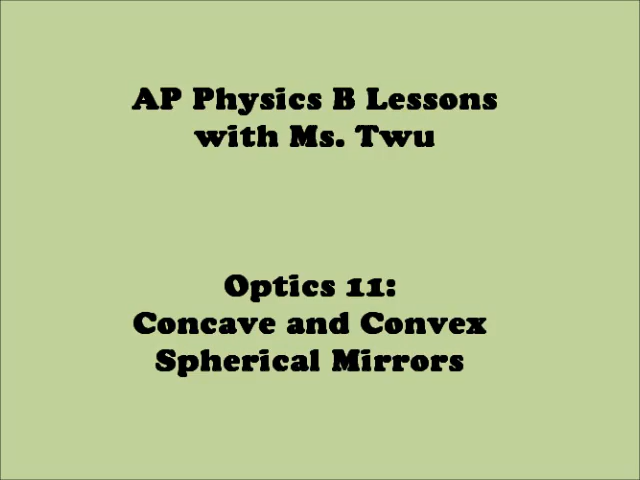 AP Physics B Lessons
with Ms. Twu
Optics 11:
Concave and Convex
Spherical Mirrors